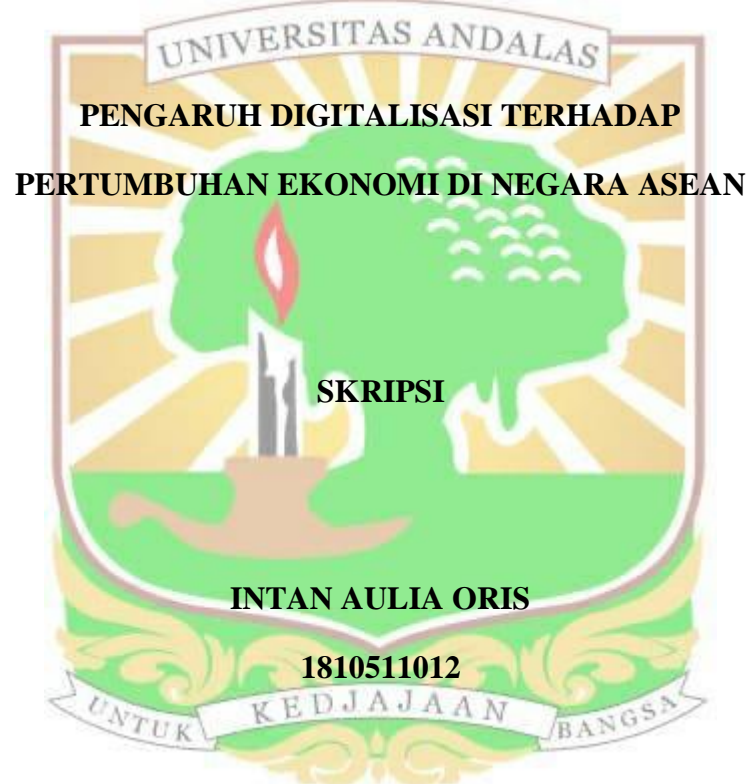 UNIVERSITAS ANDALAS
PENGARUH DIGITALISASI TERHADAP
PERTUMBUHAN EKONOMI DI NEGARA ASEAN
SKRIPSI
INTAN AULIA ORIS
1810511012
UNTUK KEDJAJAAN BANGSA